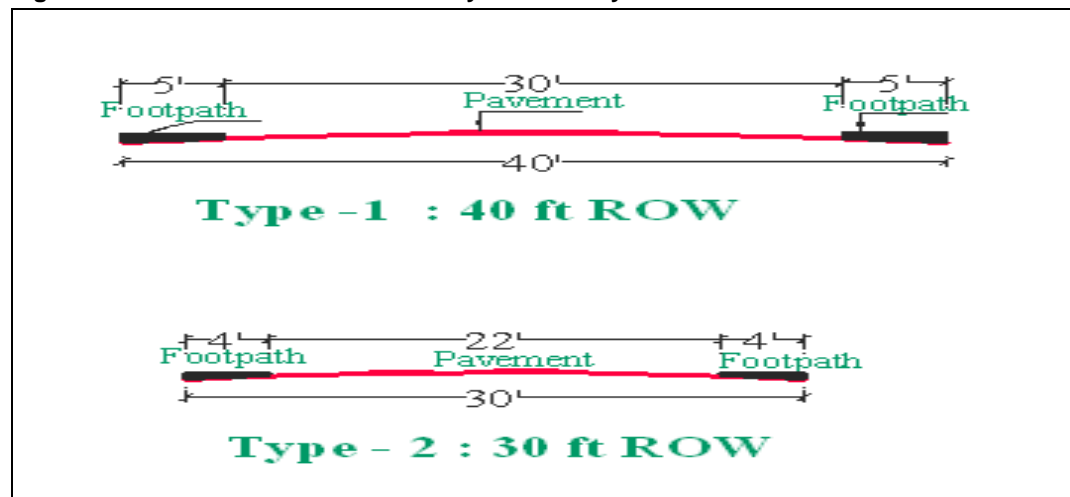 5' 30' 5'
Footpath Pavement Footpath
40'
Type -1 : 40 ft ROW
4' 22' 4'
Footpath Pavement Footpath
30'
Type - 2 : 30 ft ROW